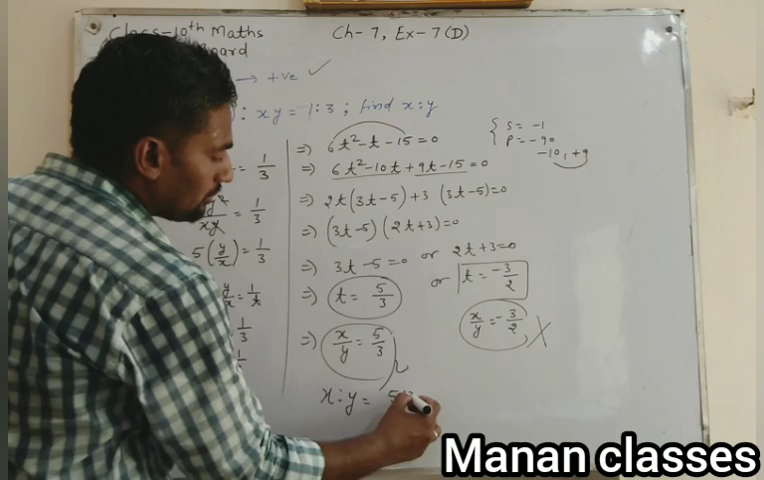 Class-10th Maths
Board
Ch-7, Ex-7(D)
→ +ve ✓
: xy = 1:3 ; find x:y
= 1/3
y²/xy = 1/3
5(y/x) = 1/3
y/x = 1/t
1/3
⇒ 6t² - t - 15 = 0
{ S = -1
P = -90
-10, +9
⇒ 6t² - 10t + 9t - 15 = 0
⇒ 2t(3t-5) + 3 (3t-5) = 0
⇒ (3t-5) (2t+3) = 0
⇒ 3t - 5 = 0 or 2t + 3 = 0
⇒ t = 5/3 or t = -3/2
⇒ x/y = 5/3
x/y = -3/2 X
x:y = 5
Manan classes